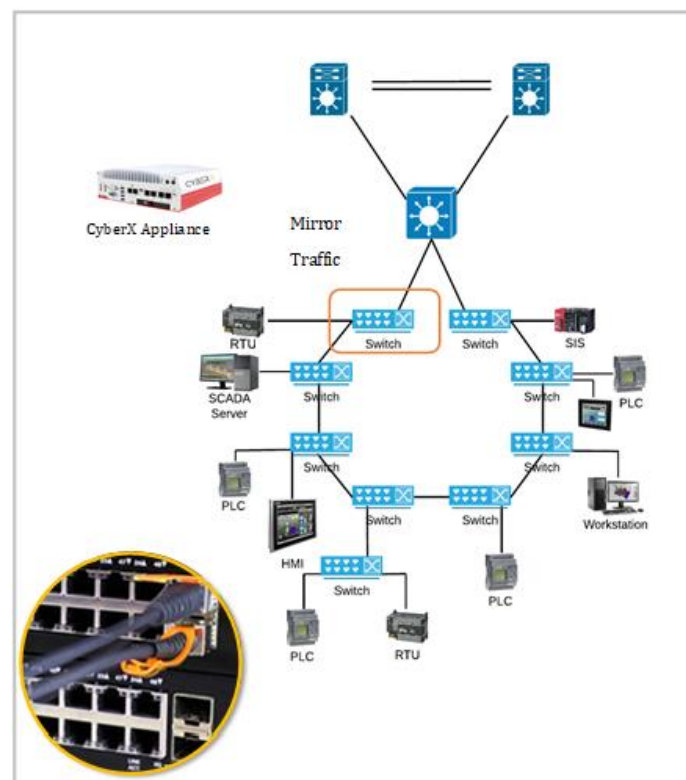 CyberX Appliance
Mirror
Traffic
RTU
Switch
Switch
SIS
SCADA
Server
Switch
Switch
PLC
PLC
Switch
Switch
Workstation
HMI
Switch
Switch
PLC
Switch
PLC
RTU